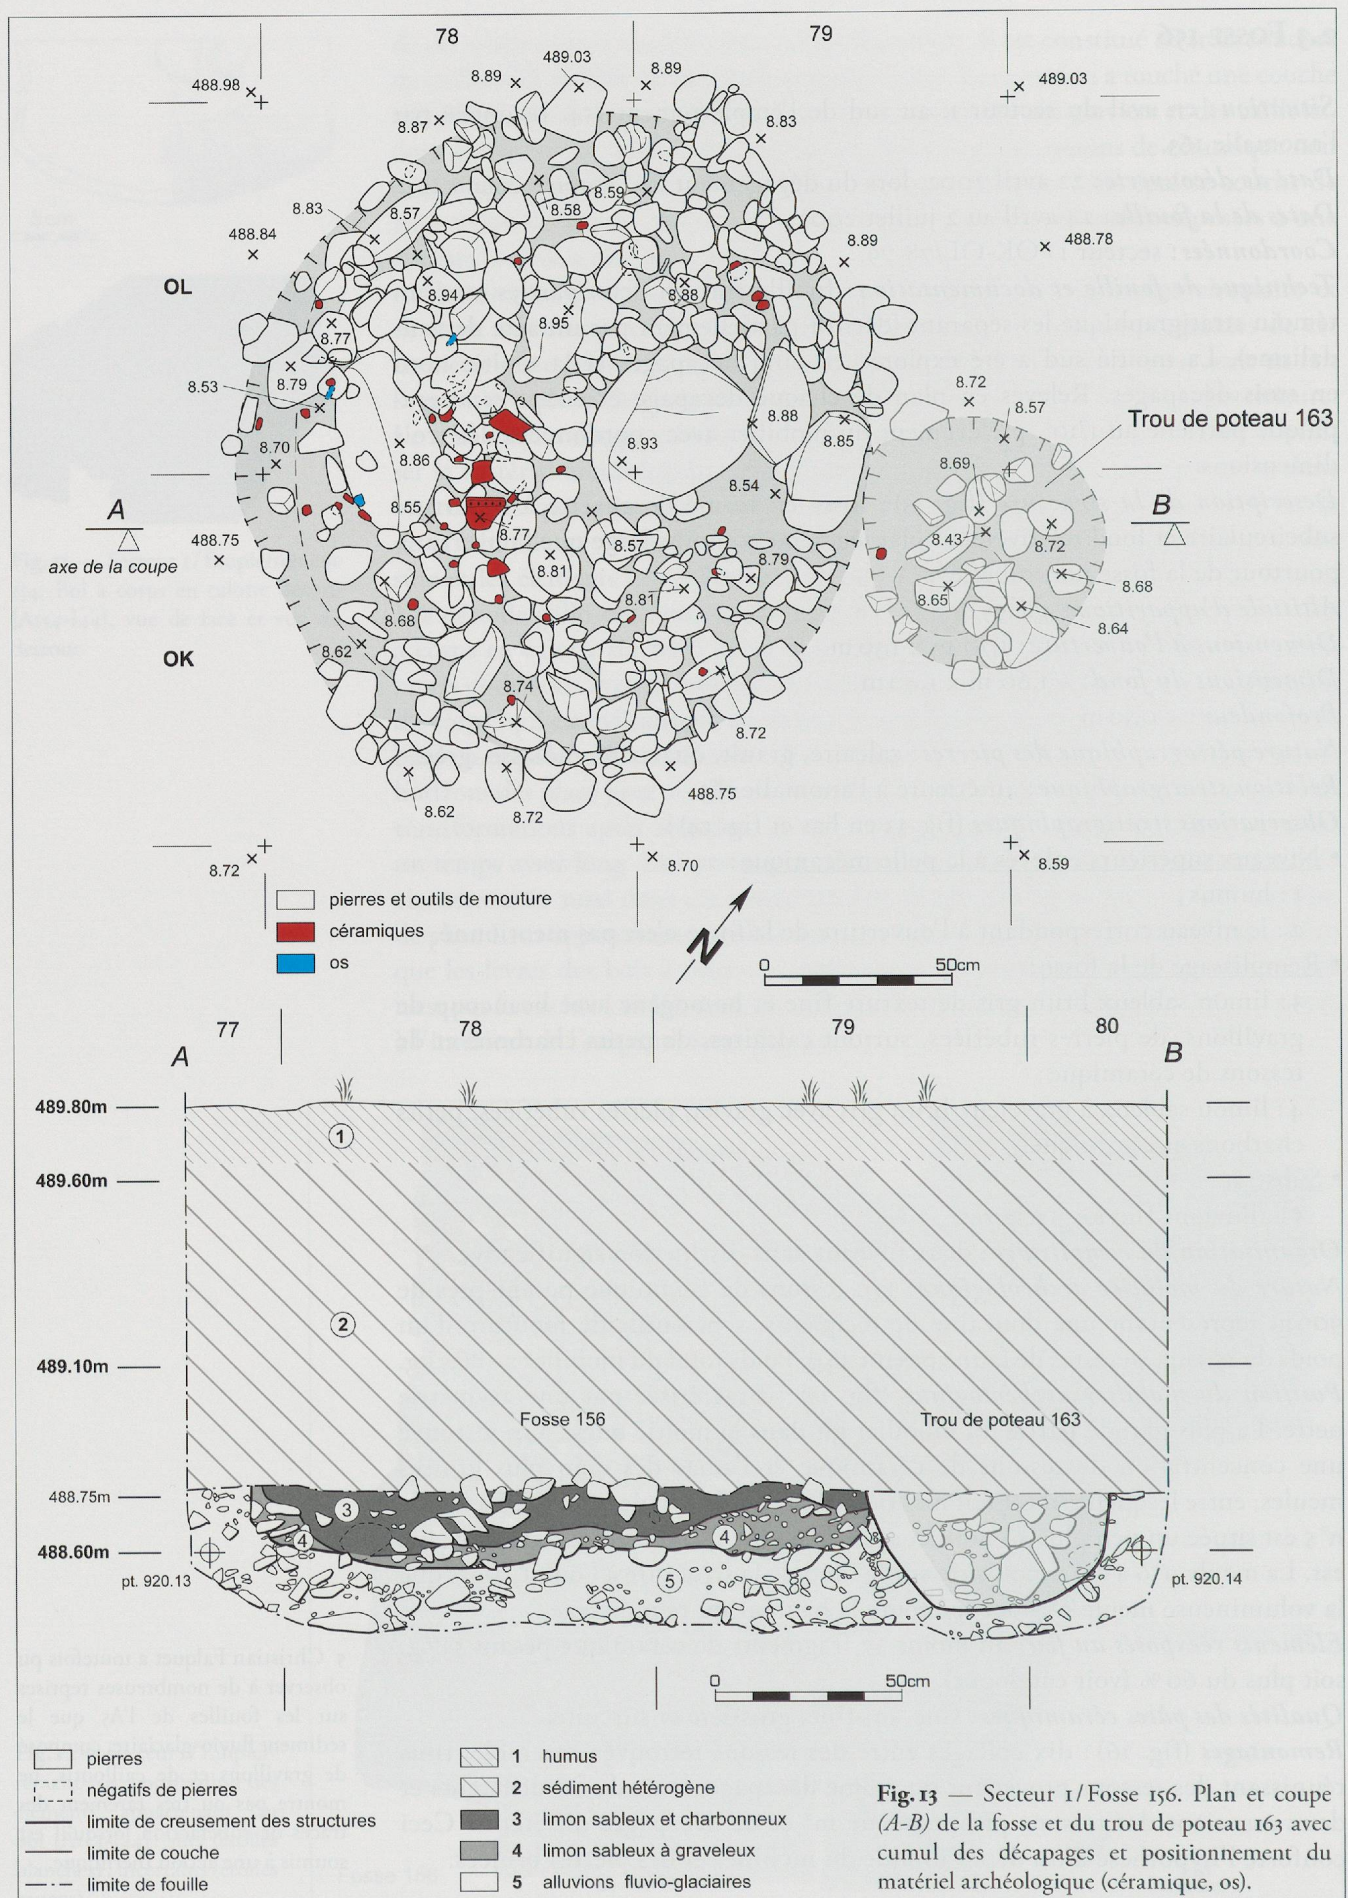 78 79
488.98 8.89 489.03 8.89 489.03
8.87 8.83
8.83 8.57 8.58 8.59
488.84 8.89 488.78
OL 8.94 8.95 8.88
8.77
8.53 8.79 8.72
8.88 8.57
Trou de poteau 163
8.70 8.86 8.93 8.85
8.69
8.54
A 8.55 B
8.77 8.43 8.72
488.75 8.57
axe de la coupe 8.81 8.79
8.68
8.81 8.65
8.68 8.64
OK 8.62
8.74
8.72
8.62 8.72 488.75
8.72 8.70 8.59
pierres et outils de mouture
céramiques
os
N
0 50cm
77 78 79 80
A B
489.80m
1
489.60m
2
489.10m
Fosse 156 Trou de poteau 163
488.75m
3
4 4
488.60m
5
pt. 920.13 pt. 920.14
0 50cm
pierres
négatifs de pierres
limite de creusement des structures
limite de couche
limite de fouille
1 humus
2 sédiment hétérogène
3 limon sableux et charbonneux
4 limon sableux à graveleux
5 alluvions fluvio-glaciaires
Fig. 13 — Secteur 1/Fosse 156. Plan et coupe
(A-B) de la fosse et du trou de poteau 163 avec
cumul des décapages et positionnement du
matériel archéologique (céramique, os).